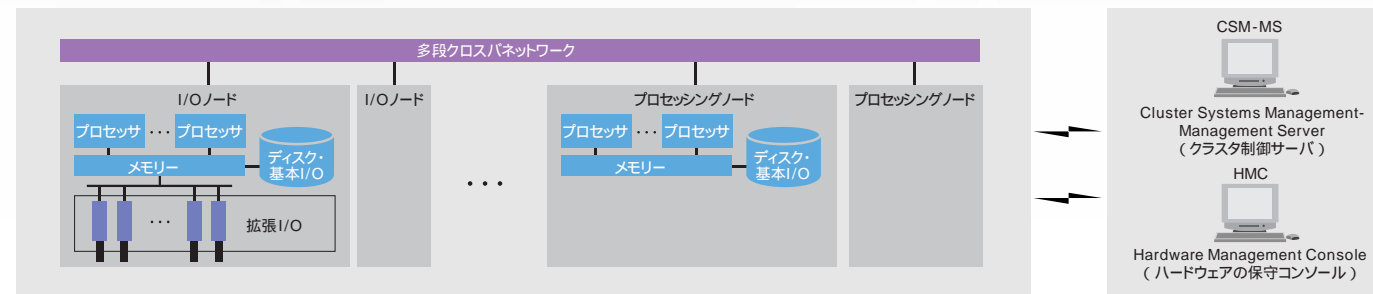 多段クロスバネットワーク
I/Oノード
プロセッサ ··· プロセッサ
メモリー
ディスク・
基本I/O
··· 拡張I/O
I/Oノード
···
プロセッシングノード
プロセッサ ··· プロセッサ
メモリー
ディスク・
基本I/O
プロセッシングノード
CSM-MS
Cluster Systems Management-
Management Server
(クラスタ制御サーバ)
HMC
Hardware Management Console
(ハードウェアの保守コンソール)